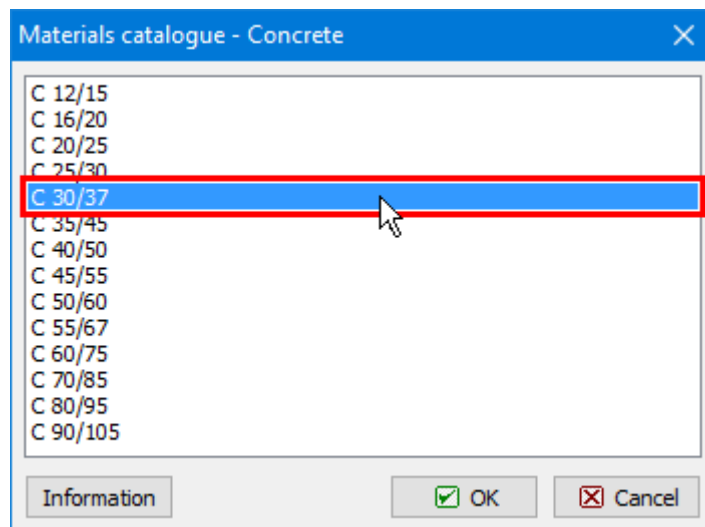 Materials catalogue - Concrete
C 12/15
C 16/20
C 20/25
C 25/30
C 30/37
C 35/45
C 40/50
C 45/55
C 50/60
C 55/67
C 60/75
C 70/85
C 80/95
C 90/105
Information OK Cancel